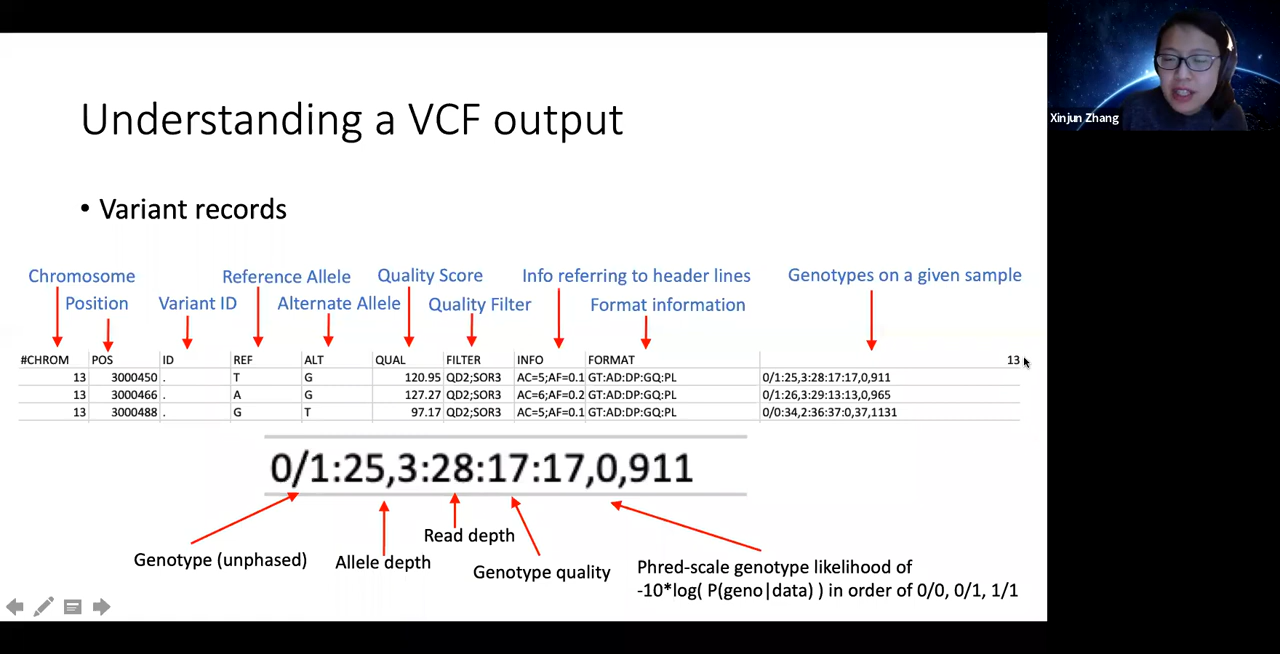 Xinjun Zhang
Understanding a VCF output
• Variant records
Chromosome
Reference Allele
Quality Score
Info referring to header lines
Genotypes on a given sample
Position
Variant ID
Alternate Allele
Quality Filter
Format information
#CHROM POS ID REF ALT QUAL FILTER INFO FORMAT 13
13 3000450 . T G 120.95 QD2;SOR3 AC=5;AF=0.1 GT:AD:DP:GQ:PL 0/1:25,3:28:17:17,0,911
13 3000466 . A G 127.27 QD2;SOR3 AC=6;AF=0.2 GT:AD:DP:GQ:PL 0/1:26,3:29:13:13,0,965
13 3000488 . G T 97.17 QD2;SOR3 AC=5;AF=0.1 GT:AD:DP:GQ:PL 0/0:34,2:36:37:0,37,1131
0/1:25,3:28:17:17,0,911
Read depth
Genotype (unphased)
Allele depth
Genotype quality
Phred-scale genotype likelihood of
-10*log( P(geno|data) ) in order of 0/0, 0/1, 1/1